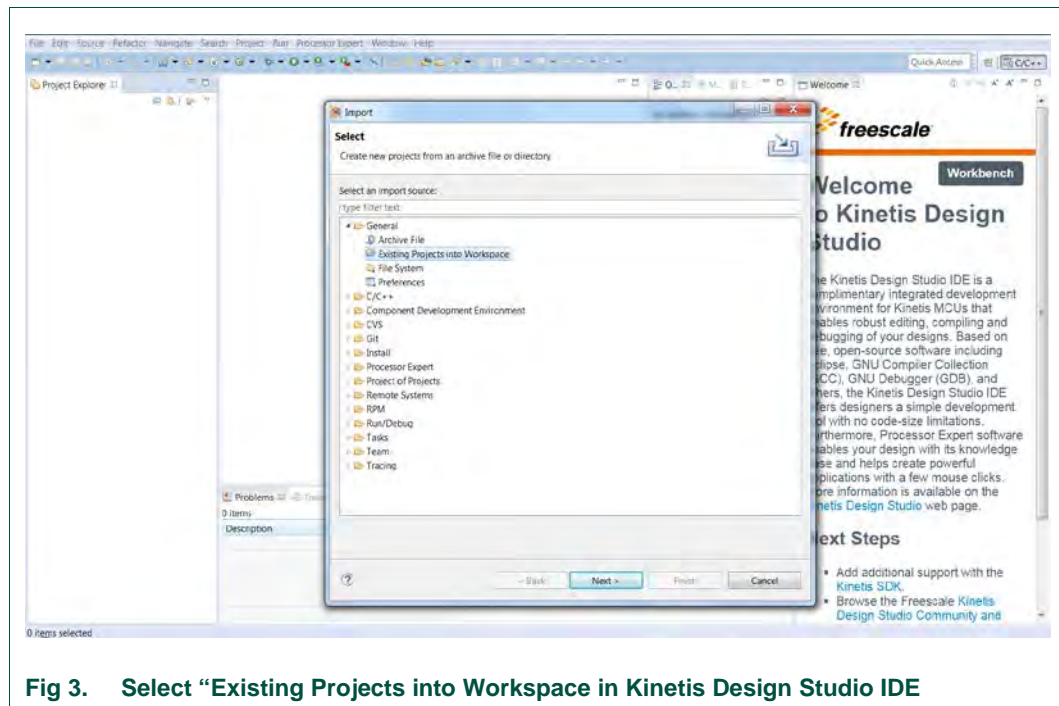 File Edit Source Refactor Navigate Search Project Run Processor Expert Window Help
Quick Access
C/C++
Project Explorer
Welcome
Import
Select
Create new projects from an archive file or directory.
Select an import source:
type filter text
General
Archive File
Existing Projects into Workspace
File System
Preferences
C/C++
Component Development Environment
CVS
Git
Install
Processor Expert
Project of Projects
Remote Systems
RPM
Run/Debug
Tasks
Team
Tracing
< Back
Next >
Finish
Cancel
Problems
0 items
Description
0 items selected
freescale
Workbench
Welcome
o Kinetis Design
Studio
e Kinetis Design Studio IDE is a
mplimentary integrated development
vironment for Kinetis MCUs that
ables robust editing, compiling and
bugging of your designs. Based on
e, open-source software including
lipse, GNU Compiler Collection
CC), GNU Debugger (GDB), and
hers, the Kinetis Design Studio IDE
fers designers a simple development
ol with no code-size limitations.
rthermore, Processor Expert software
ables your design with its knowledge
se and helps create powerful
plications with a few mouse clicks.
ore information is available on the
netis Design Studio web page.
ext Steps
Add additional support with the
Kinetis SDK.
Browse the Freescale Kinetis
Design Studio Community and
Fig 3. Select “Existing Projects into Workspace in Kinetis Design Studio IDE